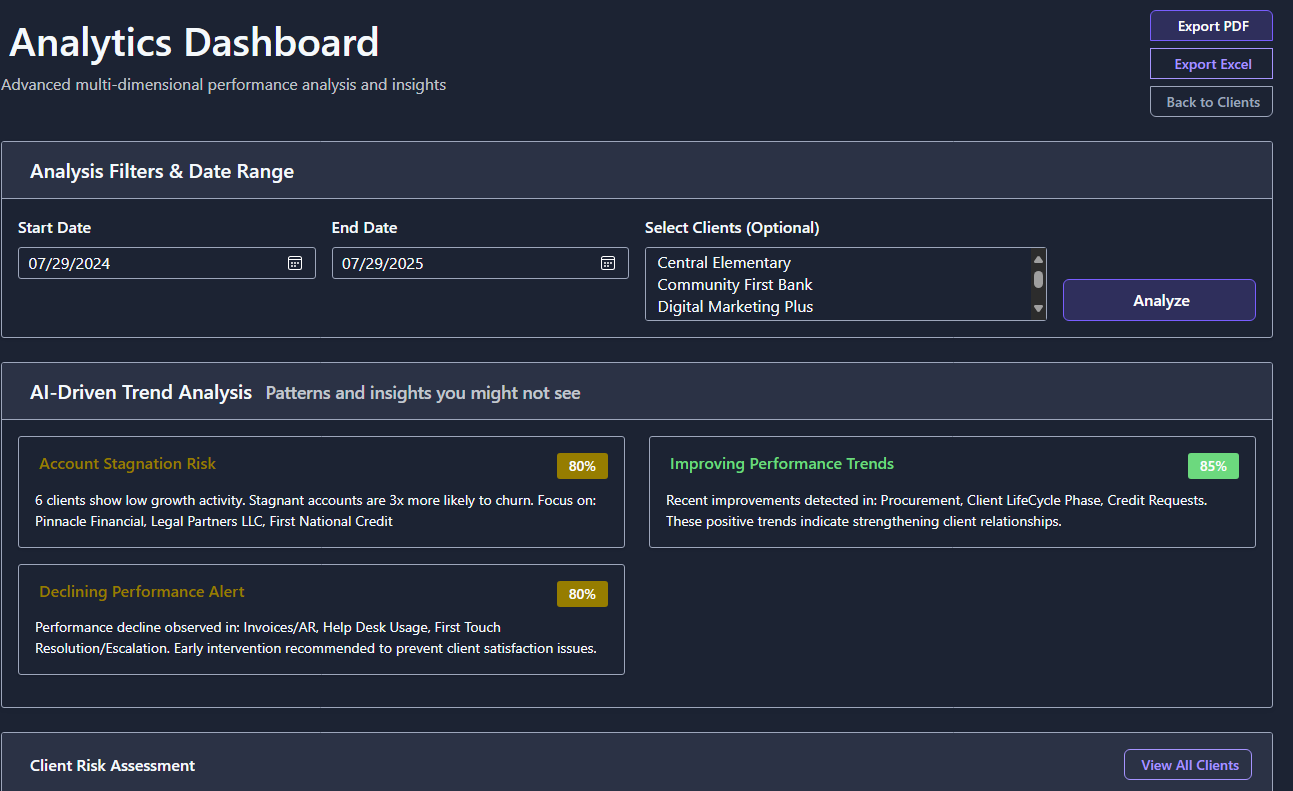 Analytics Dashboard
Advanced multi-dimensional performance analysis and insights
Export PDF
Export Excel
Back to Clients
Analysis Filters & Date Range
Start Date
07/29/2024
End Date
07/29/2025
Select Clients (Optional)
Central Elementary
Community First Bank
Digital Marketing Plus
Analyze
AI-Driven Trend Analysis Patterns and insights you might not see
Account Stagnation Risk
80%
6 clients show low growth activity. Stagnant accounts are 3x more likely to churn. Focus on:
Pinnacle Financial, Legal Partners LLC, First National Credit
Improving Performance Trends
85%
Recent improvements detected in: Procurement, Client LifeCycle Phase, Credit Requests.
These positive trends indicate strengthening client relationships.
Declining Performance Alert
80%
Performance decline observed in: Invoices/AR, Help Desk Usage, First Touch
Resolution/Escalation. Early intervention recommended to prevent client satisfaction issues.
Client Risk Assessment
View All Clients